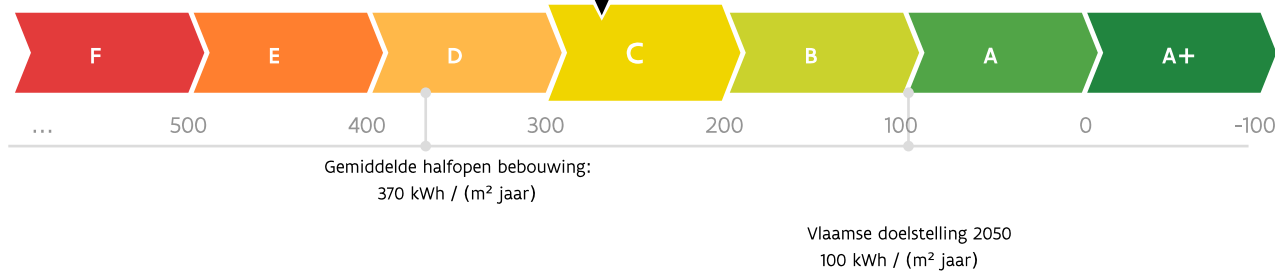 F E D C B A A+
... 500 400 300 200 100 0 -100
Gemiddelde halfopen bebouwing:
370 kWh / (m² jaar)
Vlaamse doelstelling 2050
100 kWh / (m² jaar)